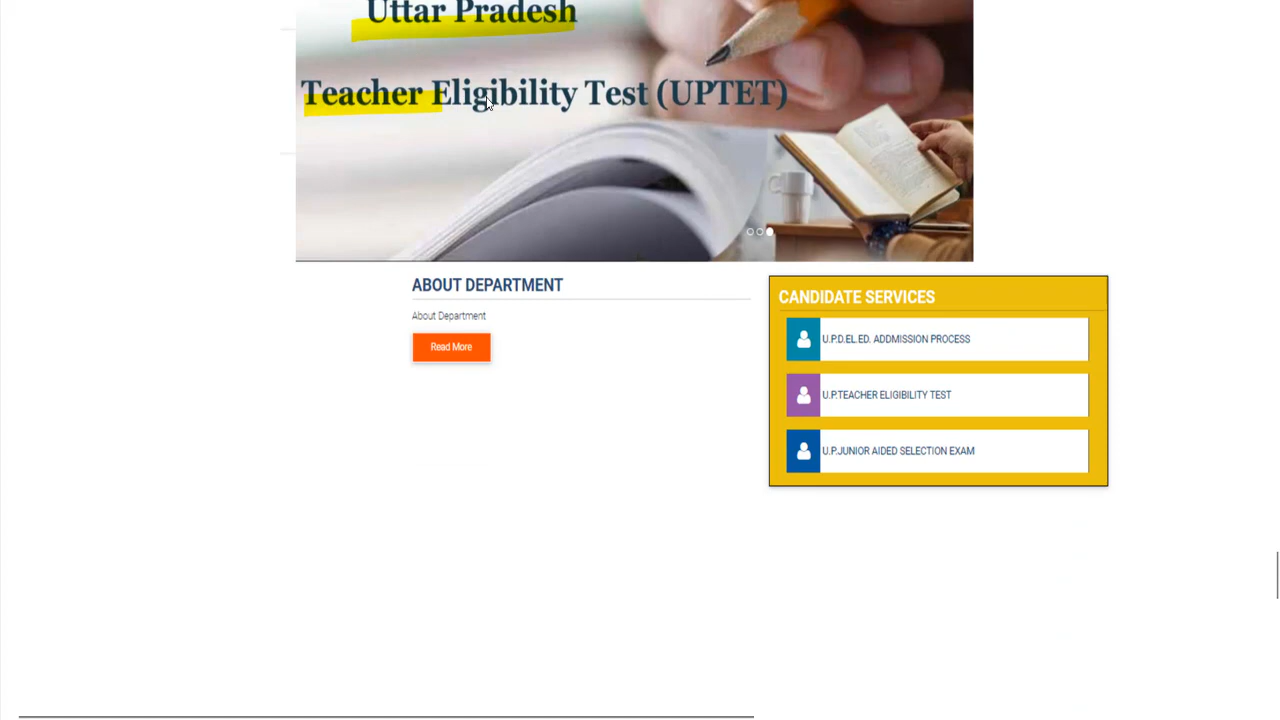 Uttar Pradesh
Teacher Eligibility Test (UPTET)
ABOUT DEPARTMENT
About Department
Read More
CANDIDATE SERVICES
U.P.D.EL.ED. ADDMISSION PROCESS
U.P.TEACHER ELIGIBILITY TEST
U.P.JUNIOR AIDED SELECTION EXAM